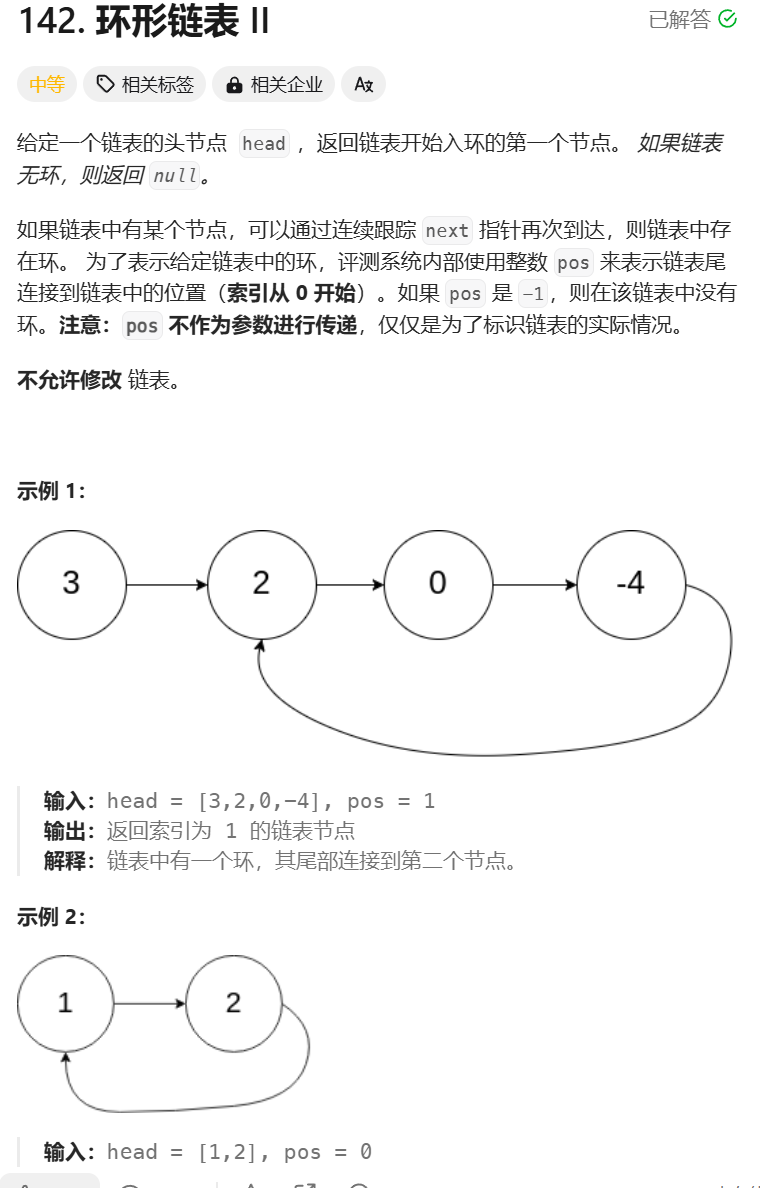 142. 环形链表 II
已解答
中等 相关标签 相关企业 Aあ
给定一个链表的头节点 head ，返回链表开始入环的第一个节点。 如果链表
无环，则返回 null。
如果链表中有某个节点，可以通过连续跟踪 next 指针再次到达，则链表中存
在环。 为了表示给定链表中的环，评测系统内部使用整数 pos 来表示链表尾
连接到链表中的位置（索引从 0 开始）。如果 pos 是 -1，则在该链表中没有
环。注意：pos 不作为参数进行传递，仅仅是为了标识链表的实际情况。
不允许修改 链表。
示例 1：
3 2 0 -4
输入：head = [3,2,0,-4], pos = 1
输出：返回索引为 1 的链表节点
解释：链表中有一个环，其尾部连接到第二个节点。
示例 2：
1 2
输入：head = [1,2], pos = 0